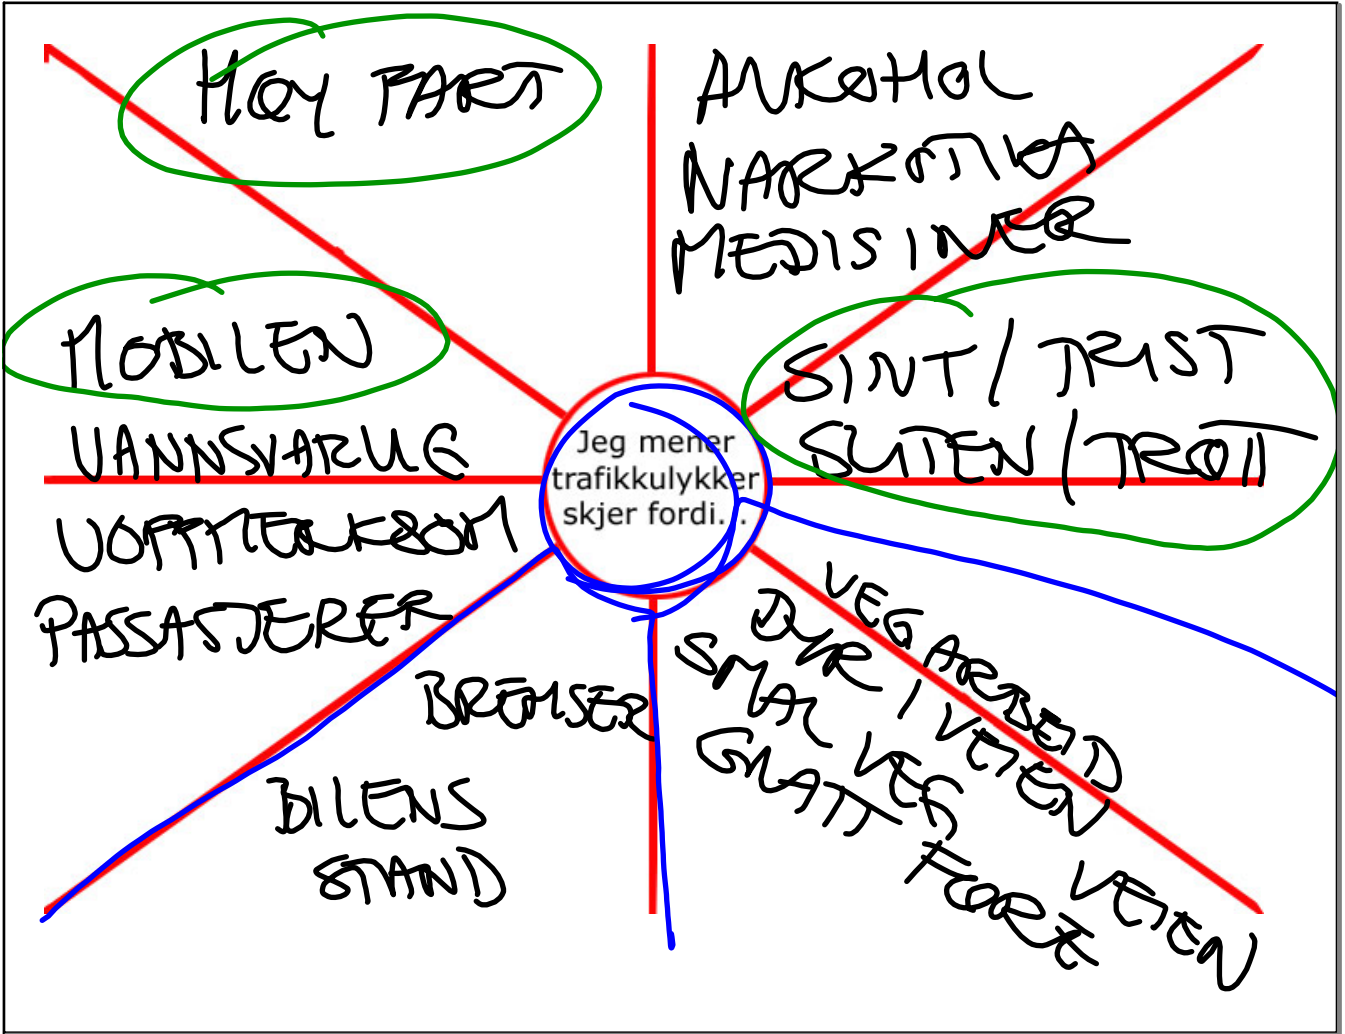 HØY FART
ALKOHOL
NARKOTIKA
MEDISINER
MOBILEN
VANNSVARLIG
UOPPMERKSOM
PASSASJERER
SINT / TRIST
SLITEN / TRØTT
Jeg mener
trafikkulykker
skjer fordi...
BREMSER
BILENS
STAND
VEGARBEID
DYR I VEIEN
SMAL VEG
GLATT FØRE
VEIEN